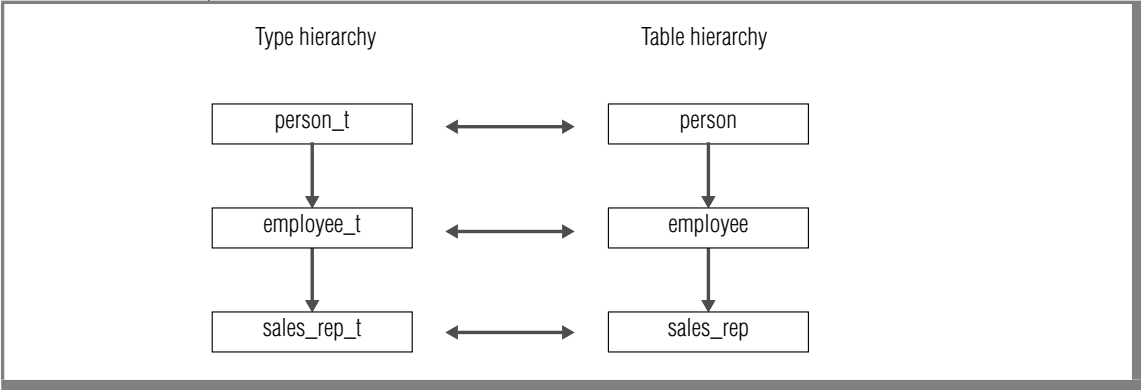 Type hierarchy Table hierarchy
person_t person
employee_t employee
sales_rep_t sales_rep